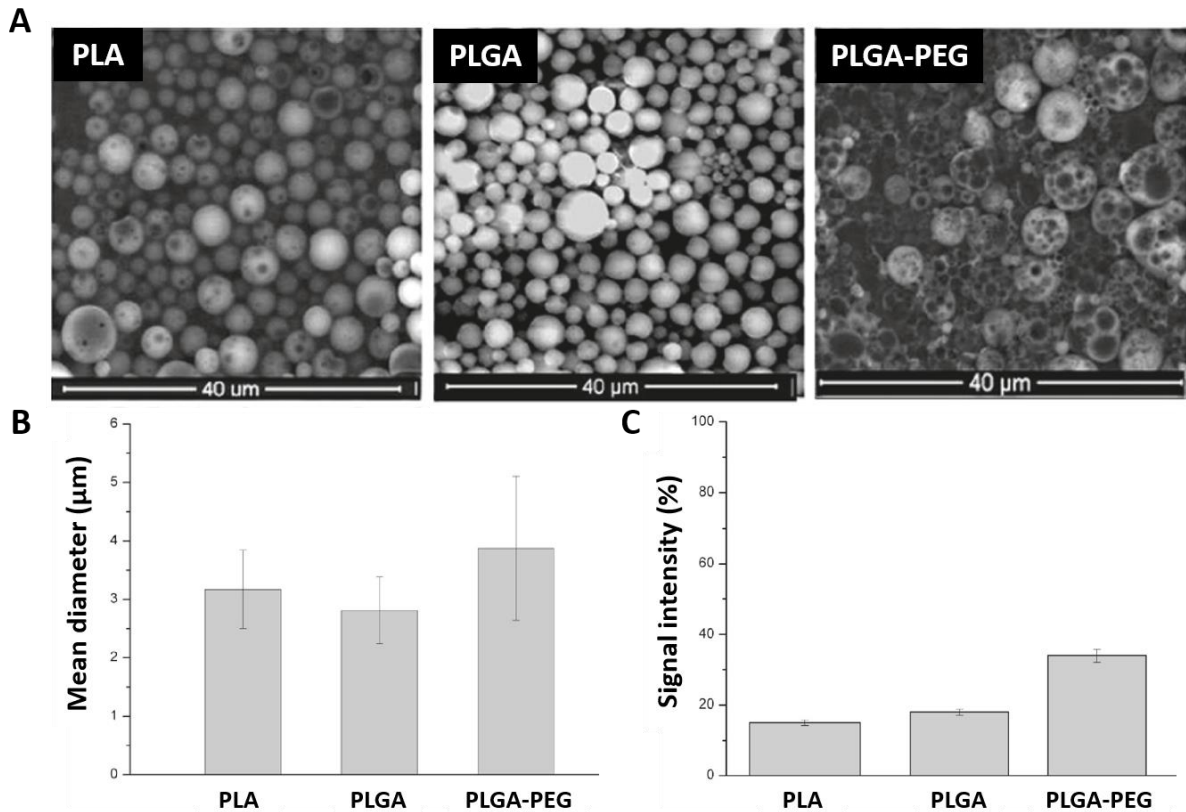 A
PLA
PLGA
PLGA-PEG
40 µm
40 µm
40 µm
B
Mean diameter (µm)
6
5
4
3
2
1
0
PLA
PLGA
PLGA-PEG
C
Signal intensity (%)
100
80
60
40
20
0
PLA
PLGA
PLGA-PEG